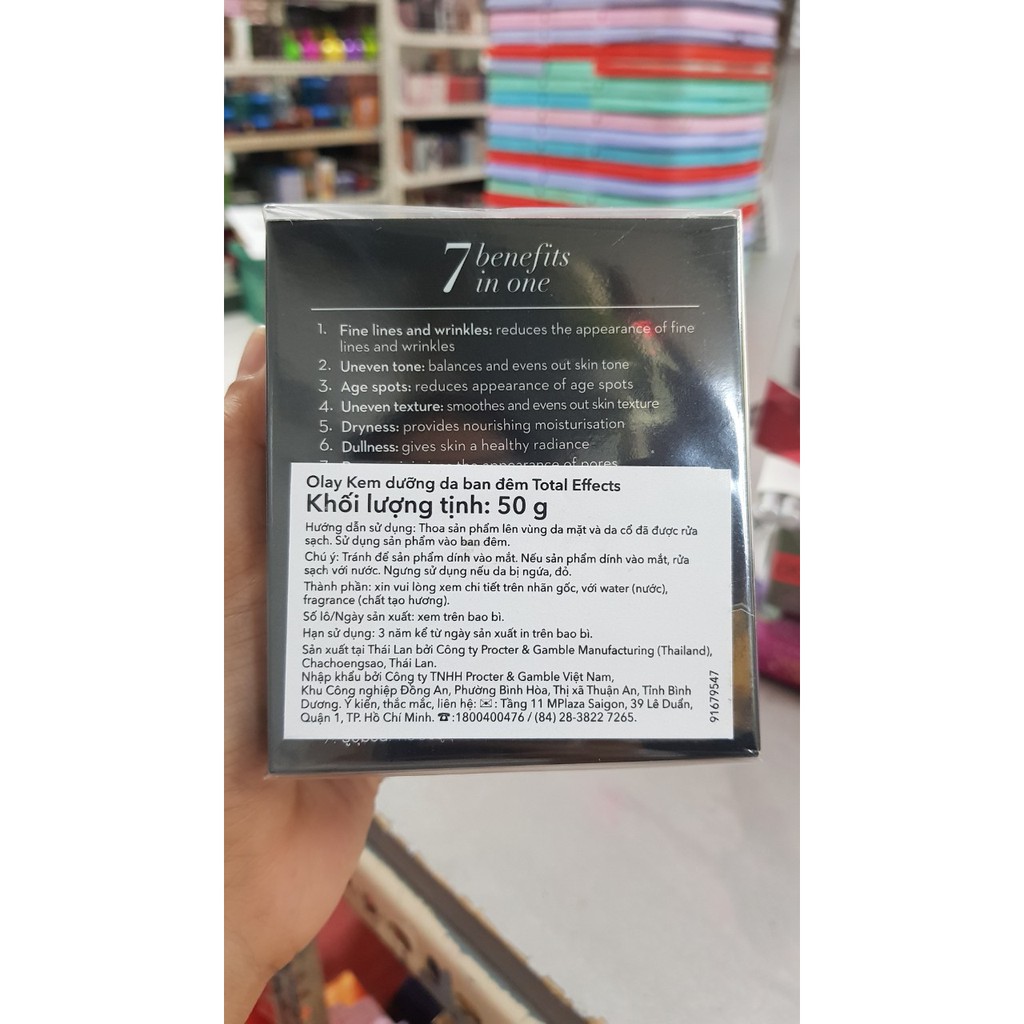 7 benefits
in one
1. Fine lines and wrinkles: reduces the appearance of fine
lines and wrinkles
2. Uneven tone: balances and evens out skin tone
3. Age spots: reduces appearance of age spots
4. Uneven texture: smoothes and evens out skin texture
5. Dryness: provides nourishing moisturisation
6. Dullness: gives skin a healthy radiance
the appearance of pores
Olay Kem dưỡng da ban đêm Total Effects
Khối lượng tịnh: 50 g
Hướng dẫn sử dụng: Thoa sản phẩm lên vùng da mặt và da cổ đã được rửa
sạch. Sử dụng sản phẩm vào ban đêm.
Chú ý: Tránh để sản phẩm dính vào mắt. Nếu sản phẩm dính vào mắt, rửa
sạch với nước. Ngưng sử dụng nếu da bị ngứa, đỏ.
Thành phần: xin vui lòng xem chi tiết trên nhãn gốc, với water (nước),
fragrance (chất tạo hương).
Số lô/Ngày sản xuất: xem trên bao bì.
Hạn sử dụng: 3 năm kể từ ngày sản xuất in trên bao bì.
Sản xuất tại Thái Lan bởi Công ty Procter & Gamble Manufacturing (Thailand),
Chachoengsao, Thái Lan.
Nhập khẩu bởi Công ty TNHH Procter & Gamble Việt Nam,
Khu Công nghiệp Đồng An, Phường Bình Hòa, Thị xã Thuận An, Tỉnh Bình
Dương. Ý kiến, thắc mắc, liên hệ: ✉: Tầng 11 MPlaza Saigon, 39 Lê Duẩn,
Quận 1, TP. Hồ Chí Minh. ☎:1800400476 / (84) 28-3822 7265.
91679547